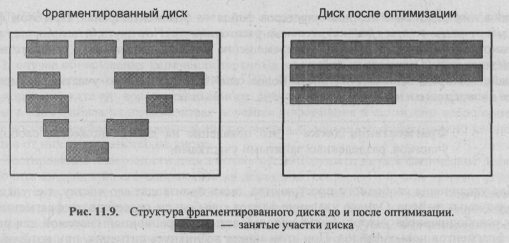 Фрагментированный диск
Диск после оптимизации
Рис. 11.9. Структура фрагментированного диска до и после оптимизации.
— занятые участки диска